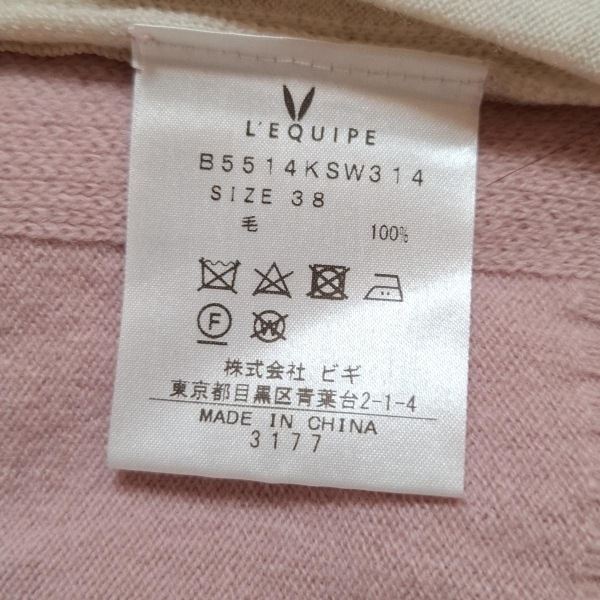 L'EQUIPE
B5514KSW314
SIZE 38
毛 100%
F W
株式会社 ビギ
東京都目黒区青葉台2-1-4
MADE IN CHINA
3177